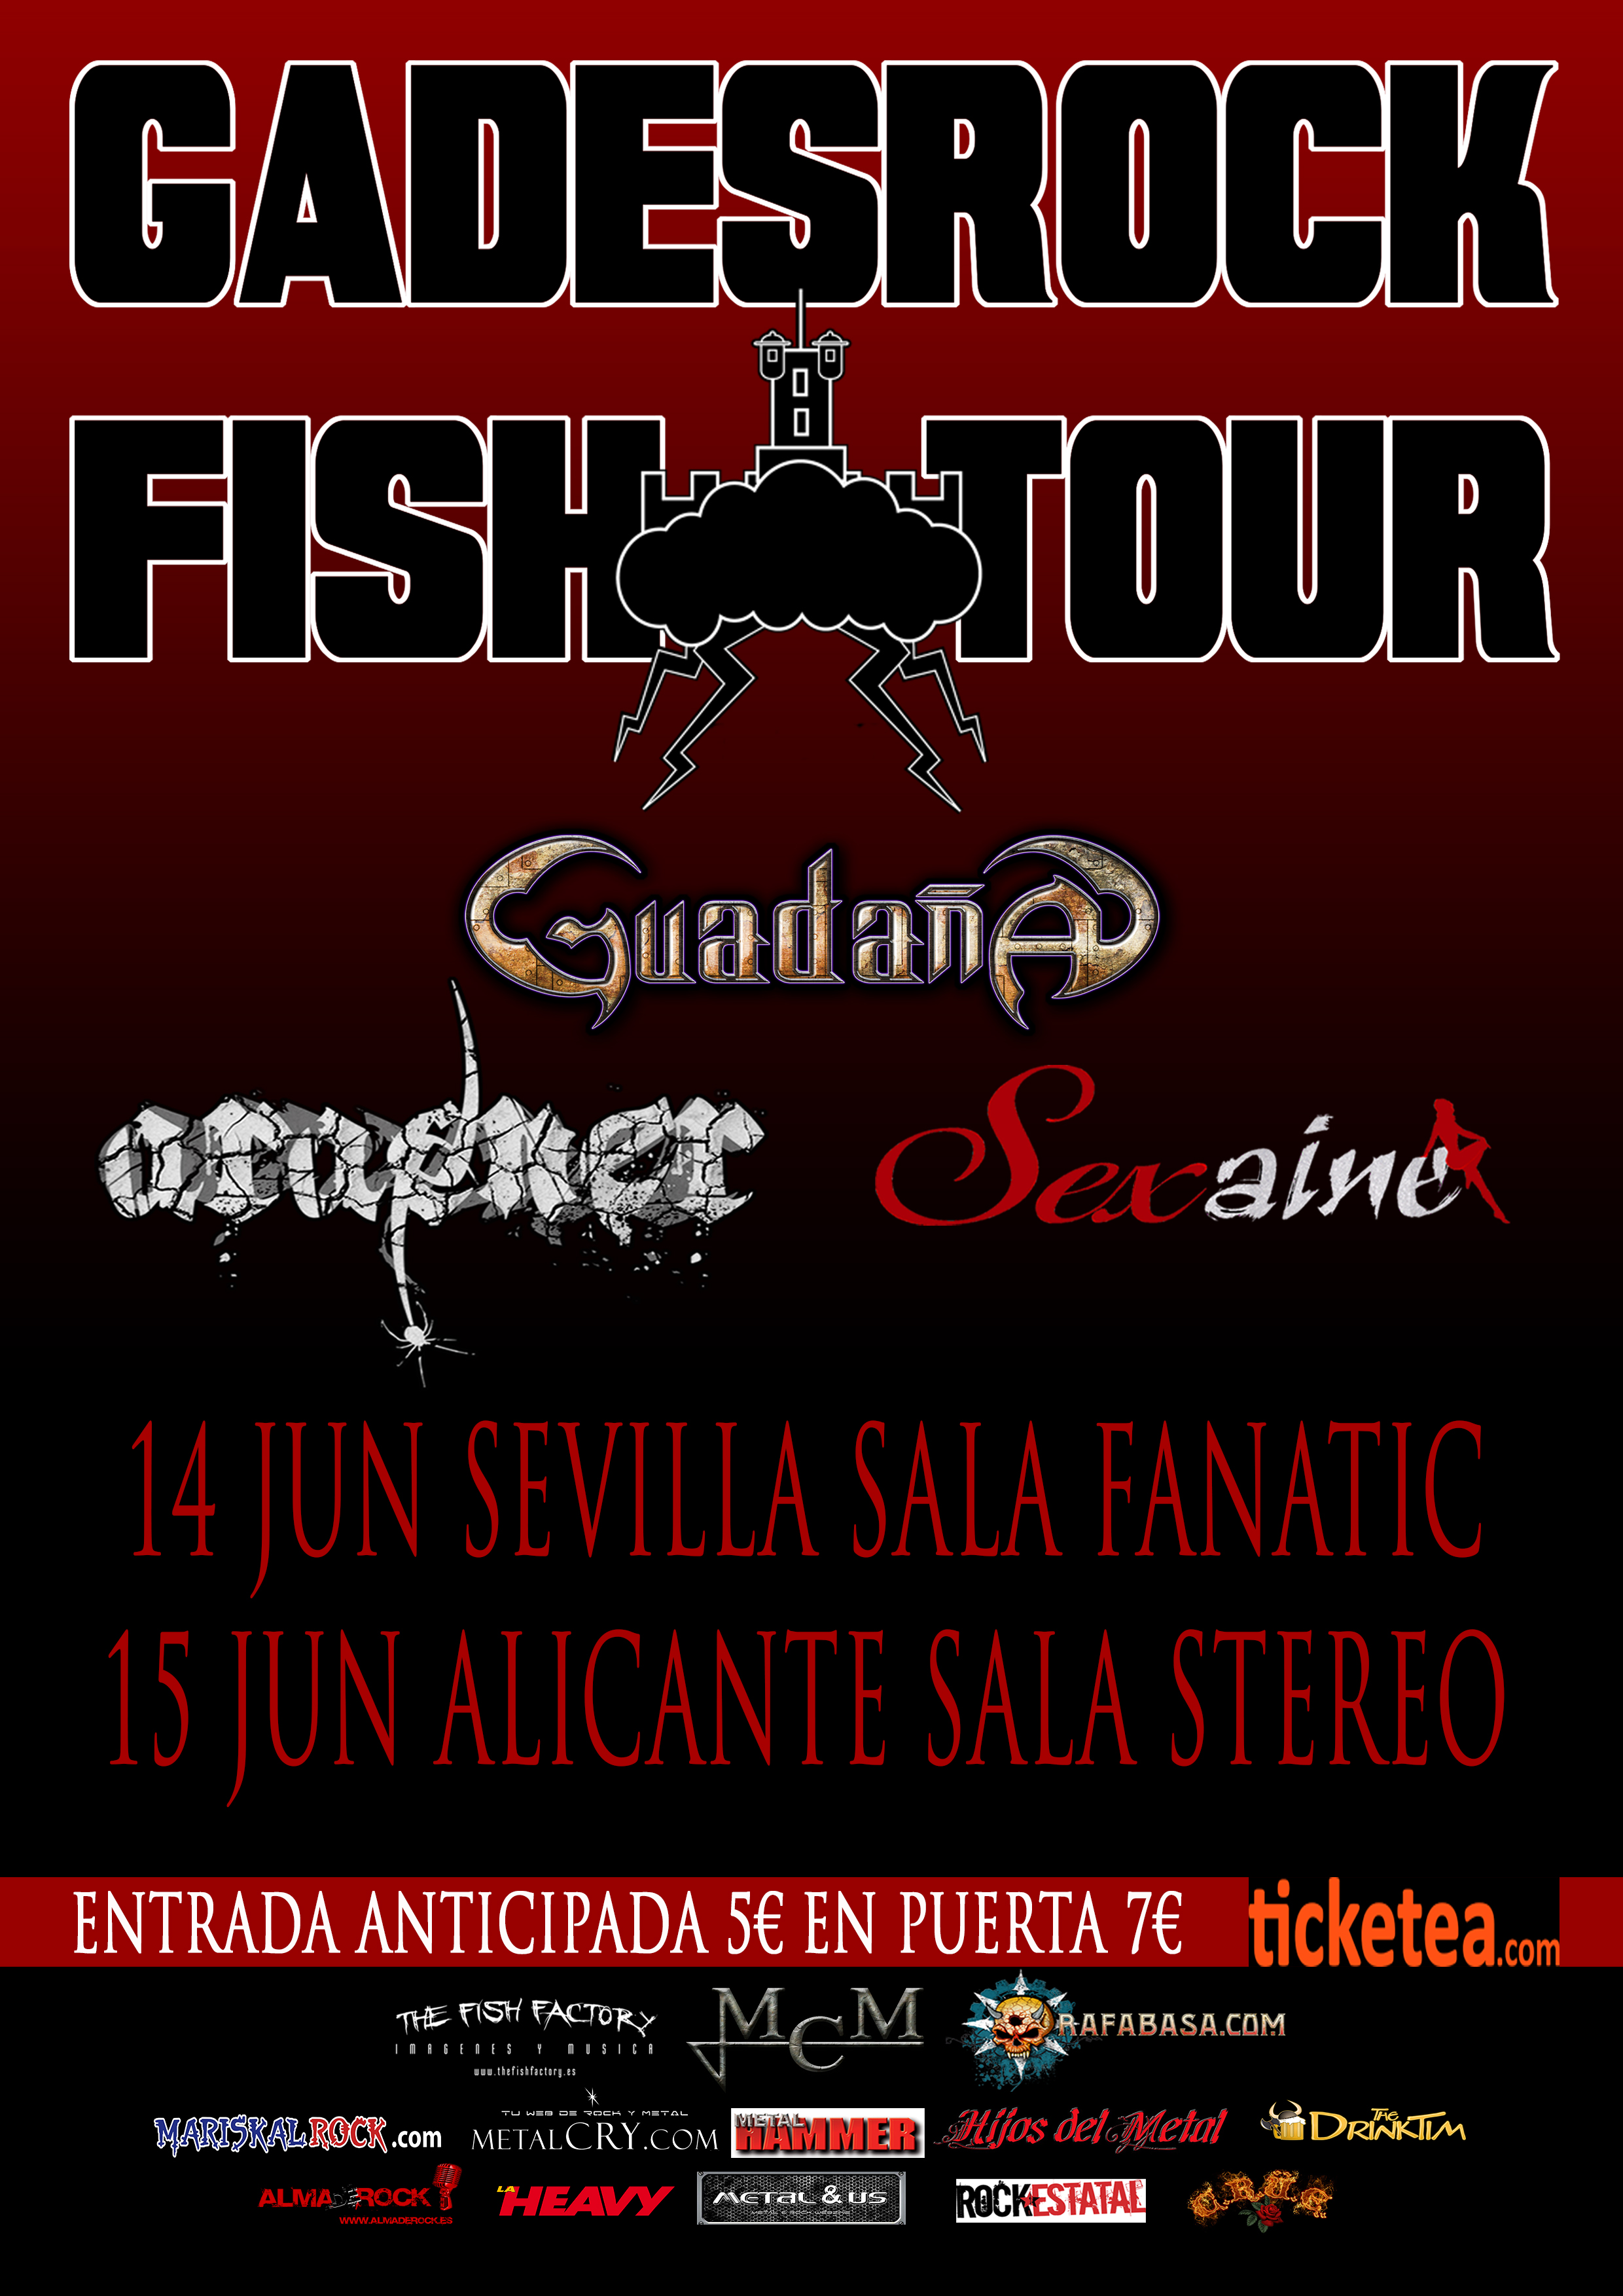 GADESROCK
FISH TOUR
Guadaña
Sexaine
14 JUN SEVILLA SALA FANATIC
15 JUN ALICANTE SALA STEREO
ENTRADA ANTICIPADA 5€ EN PUERTA 7€ ticketea.com
THE FISH FACTORY
IMAGENES Y MUSICA
www.thefishfactory.es
MCM
RAFABASA.COM
MARISKALROCK.com
TU WEB DE ROCK Y METAL
METALCRY.COM
METAL HAMMER
Hijos del Metal
THE DRINKTIM
ALMADEROCK
WWW.ALMADEROCK.ES
LA HEAVY
METAL & US
METAL & ROCK WEBZINE
ROCKESTATAL